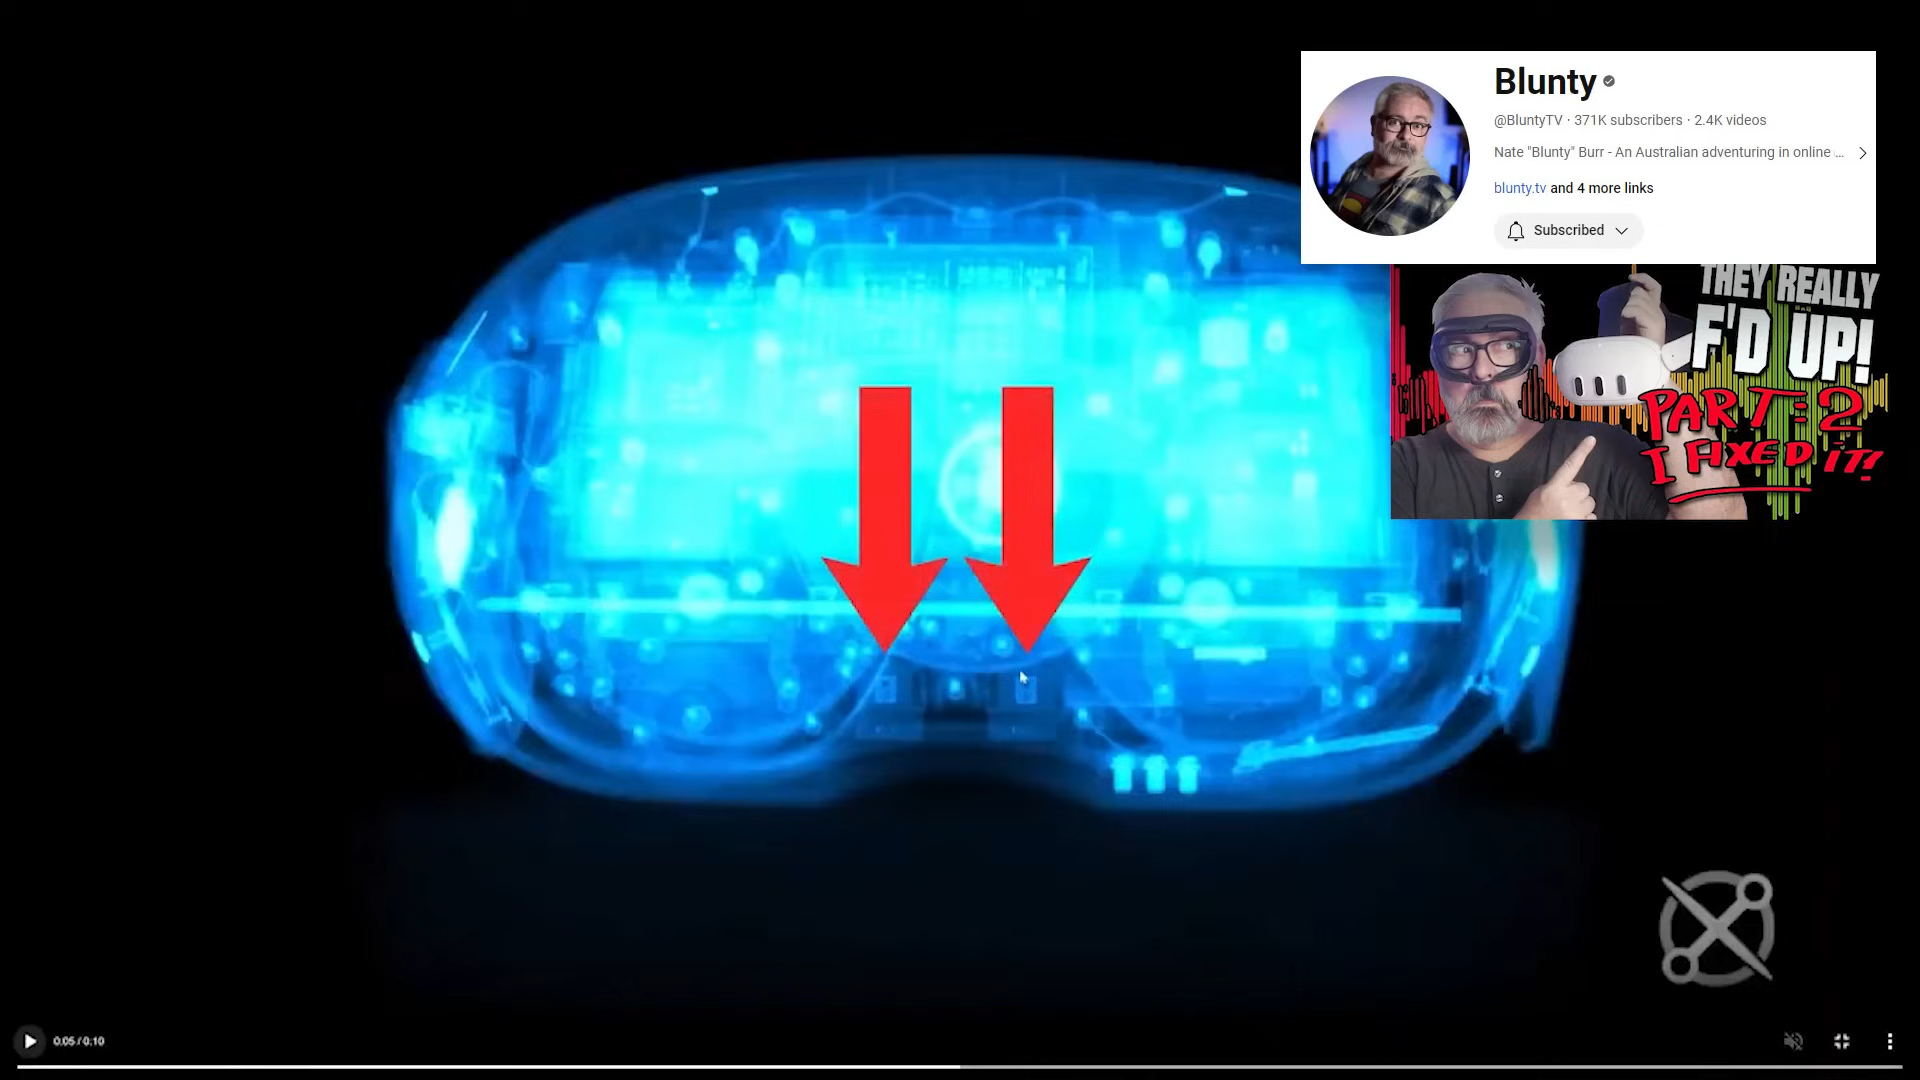 Blunty
@BluntyTV · 371K subscribers · 2.4K videos
Nate "Blunty" Burr - An Australian adventuring in online ...
blunty.tv and 4 more links
Subscribed
THEY REALLY
F'D UP!
PART: 2
I FIXED IT!
0:05 / 0:10